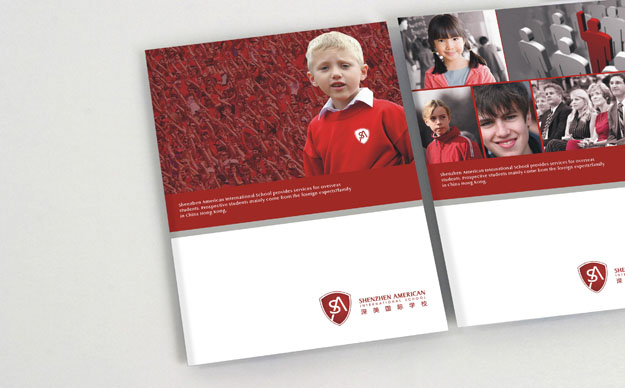 Shenzhen American International School provides services for overseas
students. Prospective students mainly come from the foreign experts family
in China Hong Kong.
SA
SHENZHEN AMERICAN
INTERNATIONAL SCHOOL
深美国际学校
Shenzhen American International School provides services for overseas
students. Prospective students mainly come from the foreign experts family
in China Hong Kong.
SA